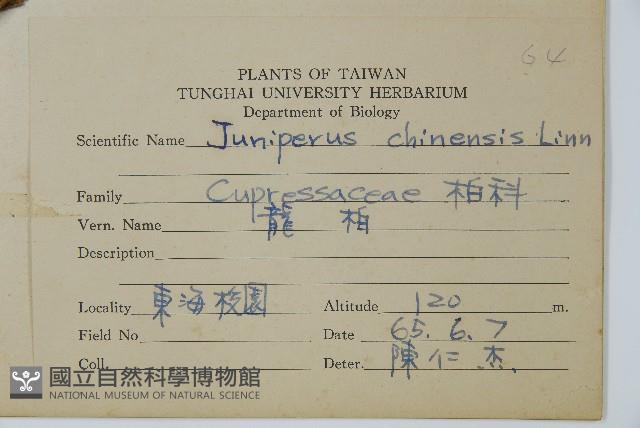 64
PLANTS OF TAIWAN
TUNGHAI UNIVERSITY HERBARIUM
Department of Biology
Scientific Name Juniperus chinensis Linn
Family Cupressaceae 柏科
Vern. Name 龍柏
Description
Locality 東海校園 Altitude 120 m.
Field No Date 65.6.7
Coll. Deter. 陳仁杰.
國立自然科學博物館
NATIONAL MUSEUM OF NATURAL SCIENCE